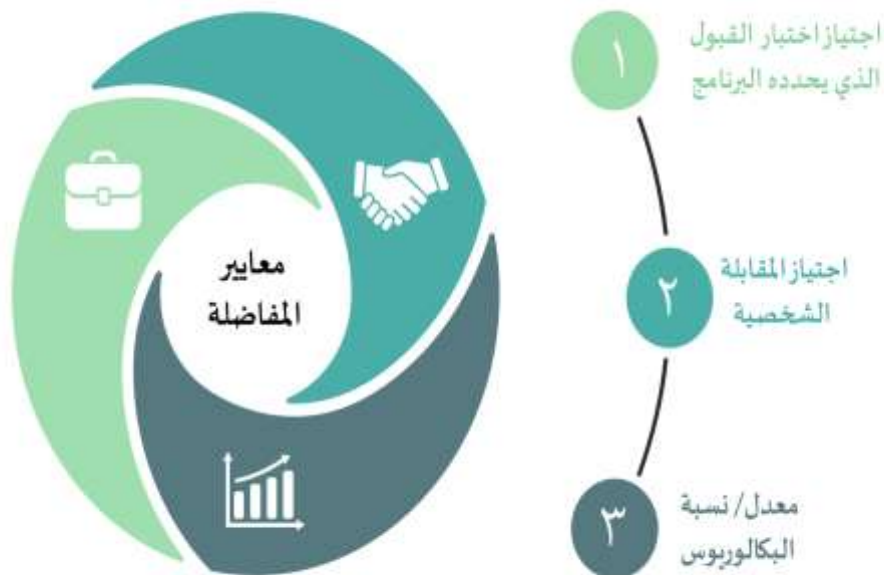 معايير
المفاضلة
١
اجتياز اختبار القبول
الذي يحدده البرنامج
٢
اجتياز المقابلة
الشخصية
٣
معدل/ نسبة
البكالوريوس